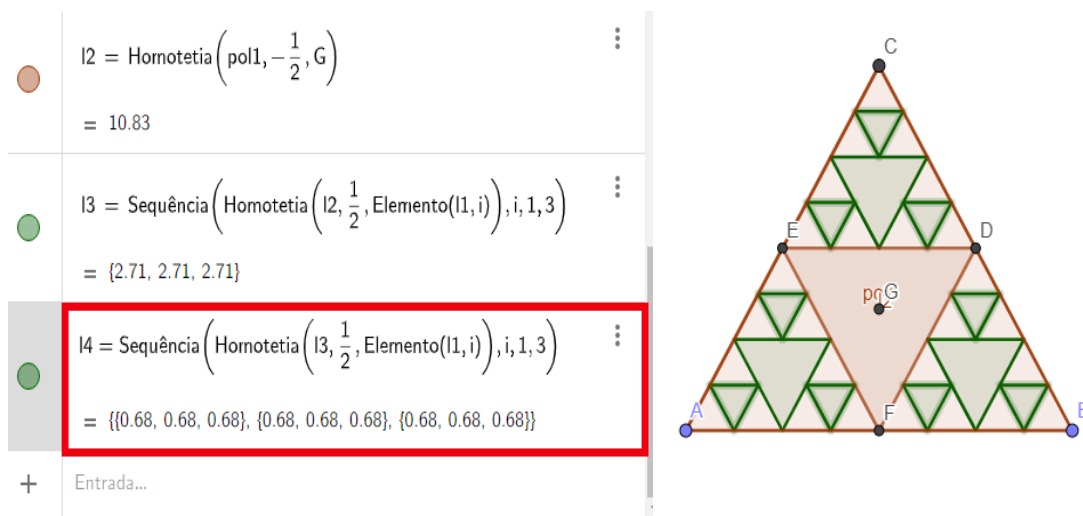 l2 = Homotetia(pol1, -1/2, G)
= 10.83
l3 = Sequência(Homotetia(l2, 1/2, Elemento(l1, i)), i, 1, 3)
= {2.71, 2.71, 2.71}
l4 = Sequência(Homotetia(l3, 1/2, Elemento(l1, i)), i, 1, 3)
= {{0.68, 0.68, 0.68}, {0.68, 0.68, 0.68}, {0.68, 0.68, 0.68}}
+ Entrada...
C
E
D
G
A
F
B